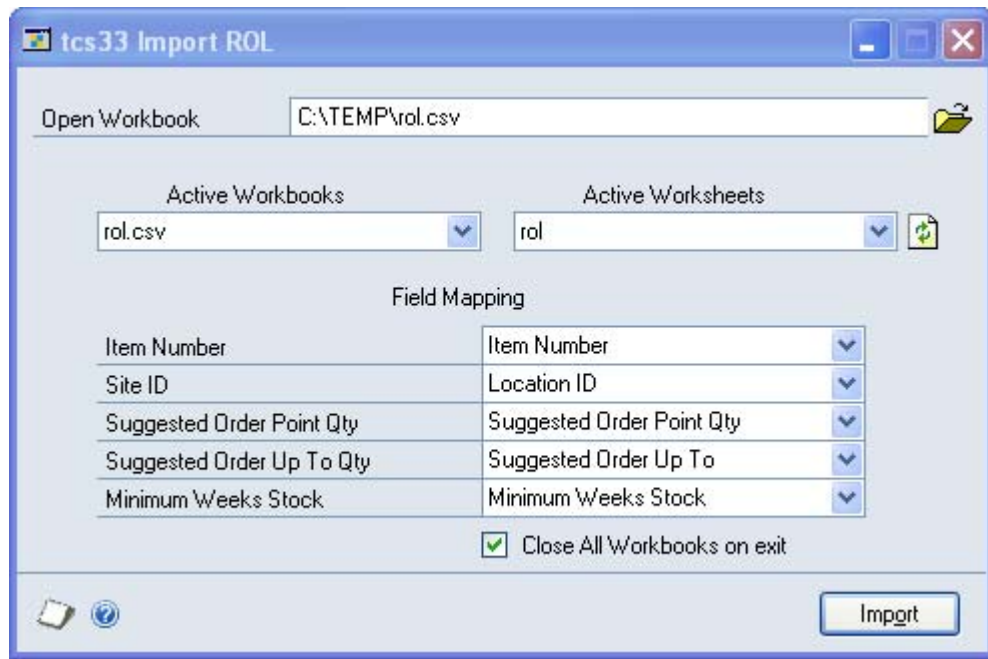 tcs33 Import ROL
Open Workbook C:\TEMP\rol.csv
Active Workbooks Active Worksheets
rol.csv rol
Field Mapping
Item Number Item Number
Site ID Location ID
Suggested Order Point Qty Suggested Order Point Qty
Suggested Order Up To Qty Suggested Order Up To
Minimum Weeks Stock Minimum Weeks Stock
Close All Workbooks on exit
Import